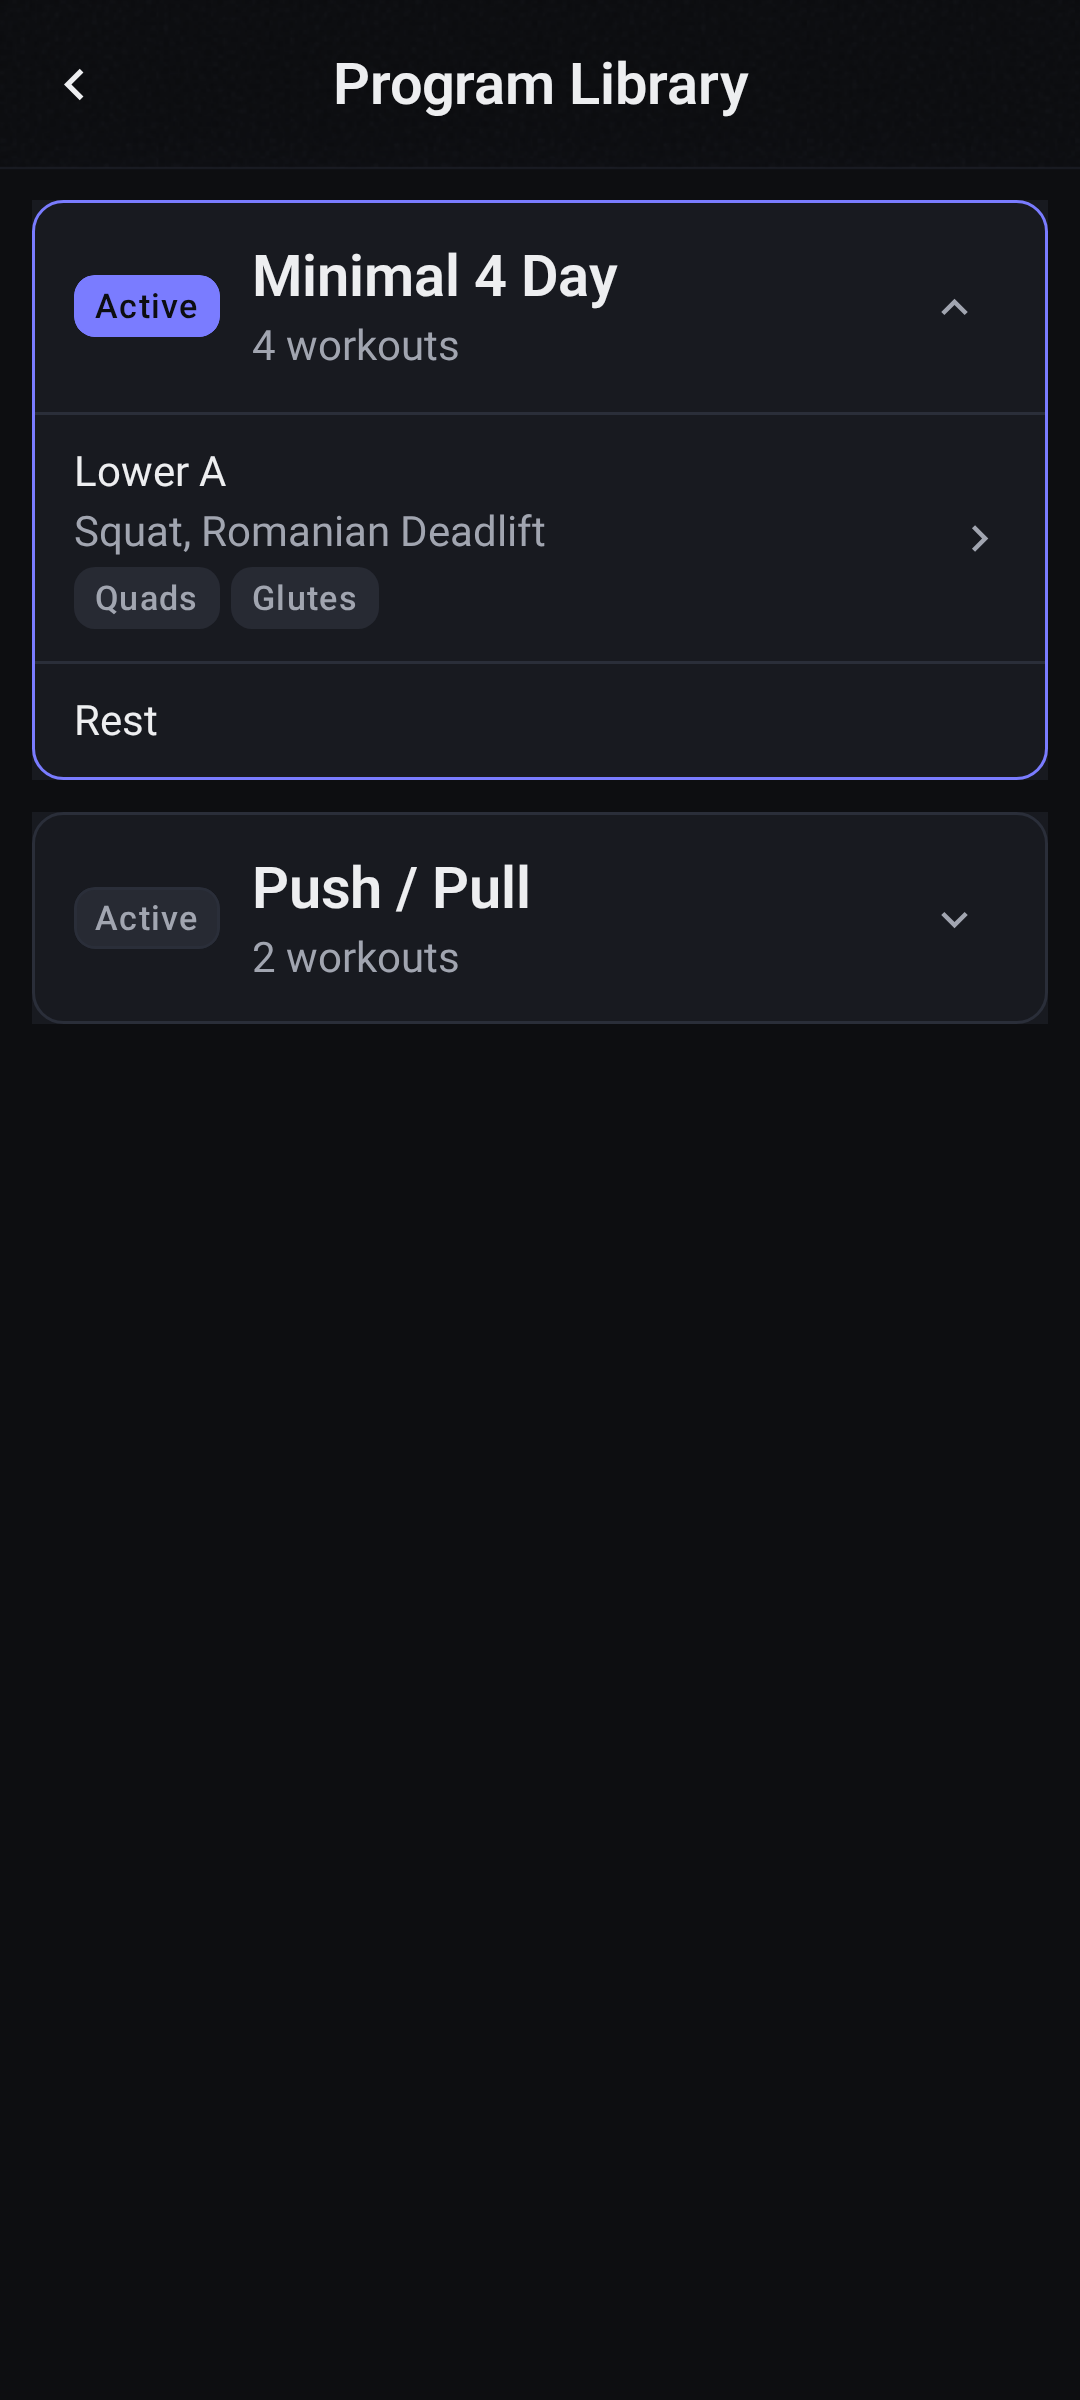 Program Library
Active
Minimal 4 Day
4 workouts
Lower A
Squat, Romanian Deadlift
Quads Glutes
Rest
Active
Push / Pull
2 workouts